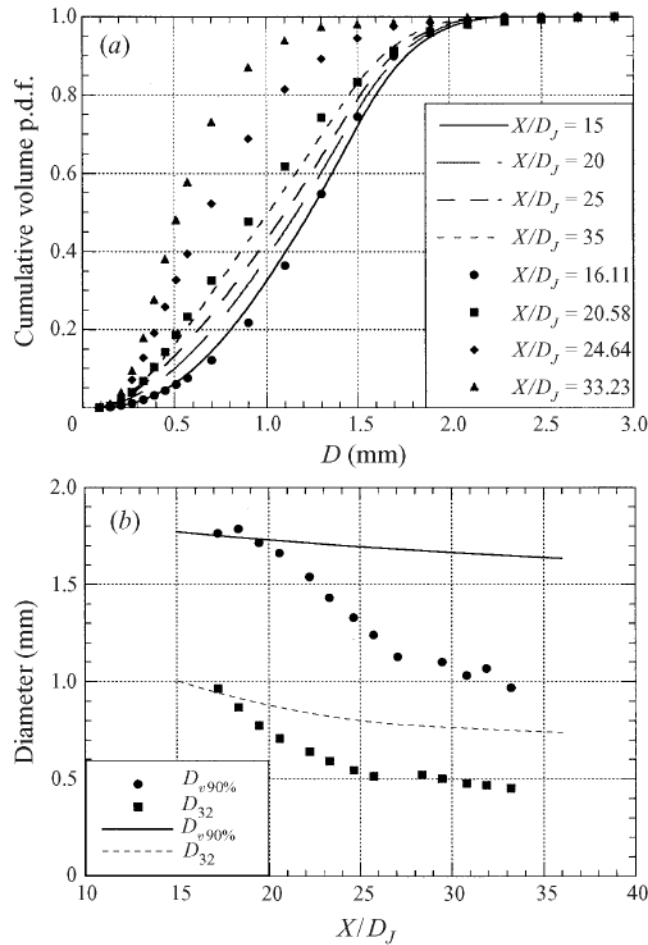 (a)
Cumulative volume p.d.f.
1.0
0.8
0.6
0.4
0.2
0
0.5
1.0
1.5
2.0
2.5
3.0
D (mm)
X/D_J = 15
X/D_J = 20
X/D_J = 25
X/D_J = 35
X/D_J = 16.11
X/D_J = 20.58
X/D_J = 24.64
X/D_J = 33.23
(b)
Diameter (mm)
2.0
1.5
1.0
0.5
0
10
15
20
25
30
35
40
X/D_J
D_v90%
D_32
D_v90%
D_32